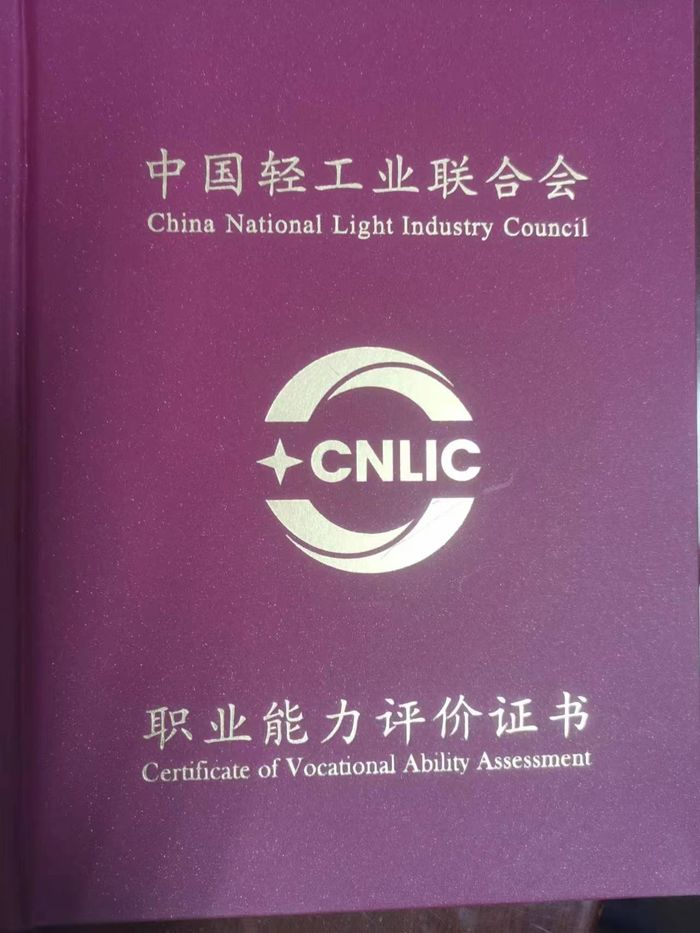 中国轻工业联合会
China National Light Industry Council
CNLIC
职业能力评价证书
Certificate of Vocational Ability Assessment